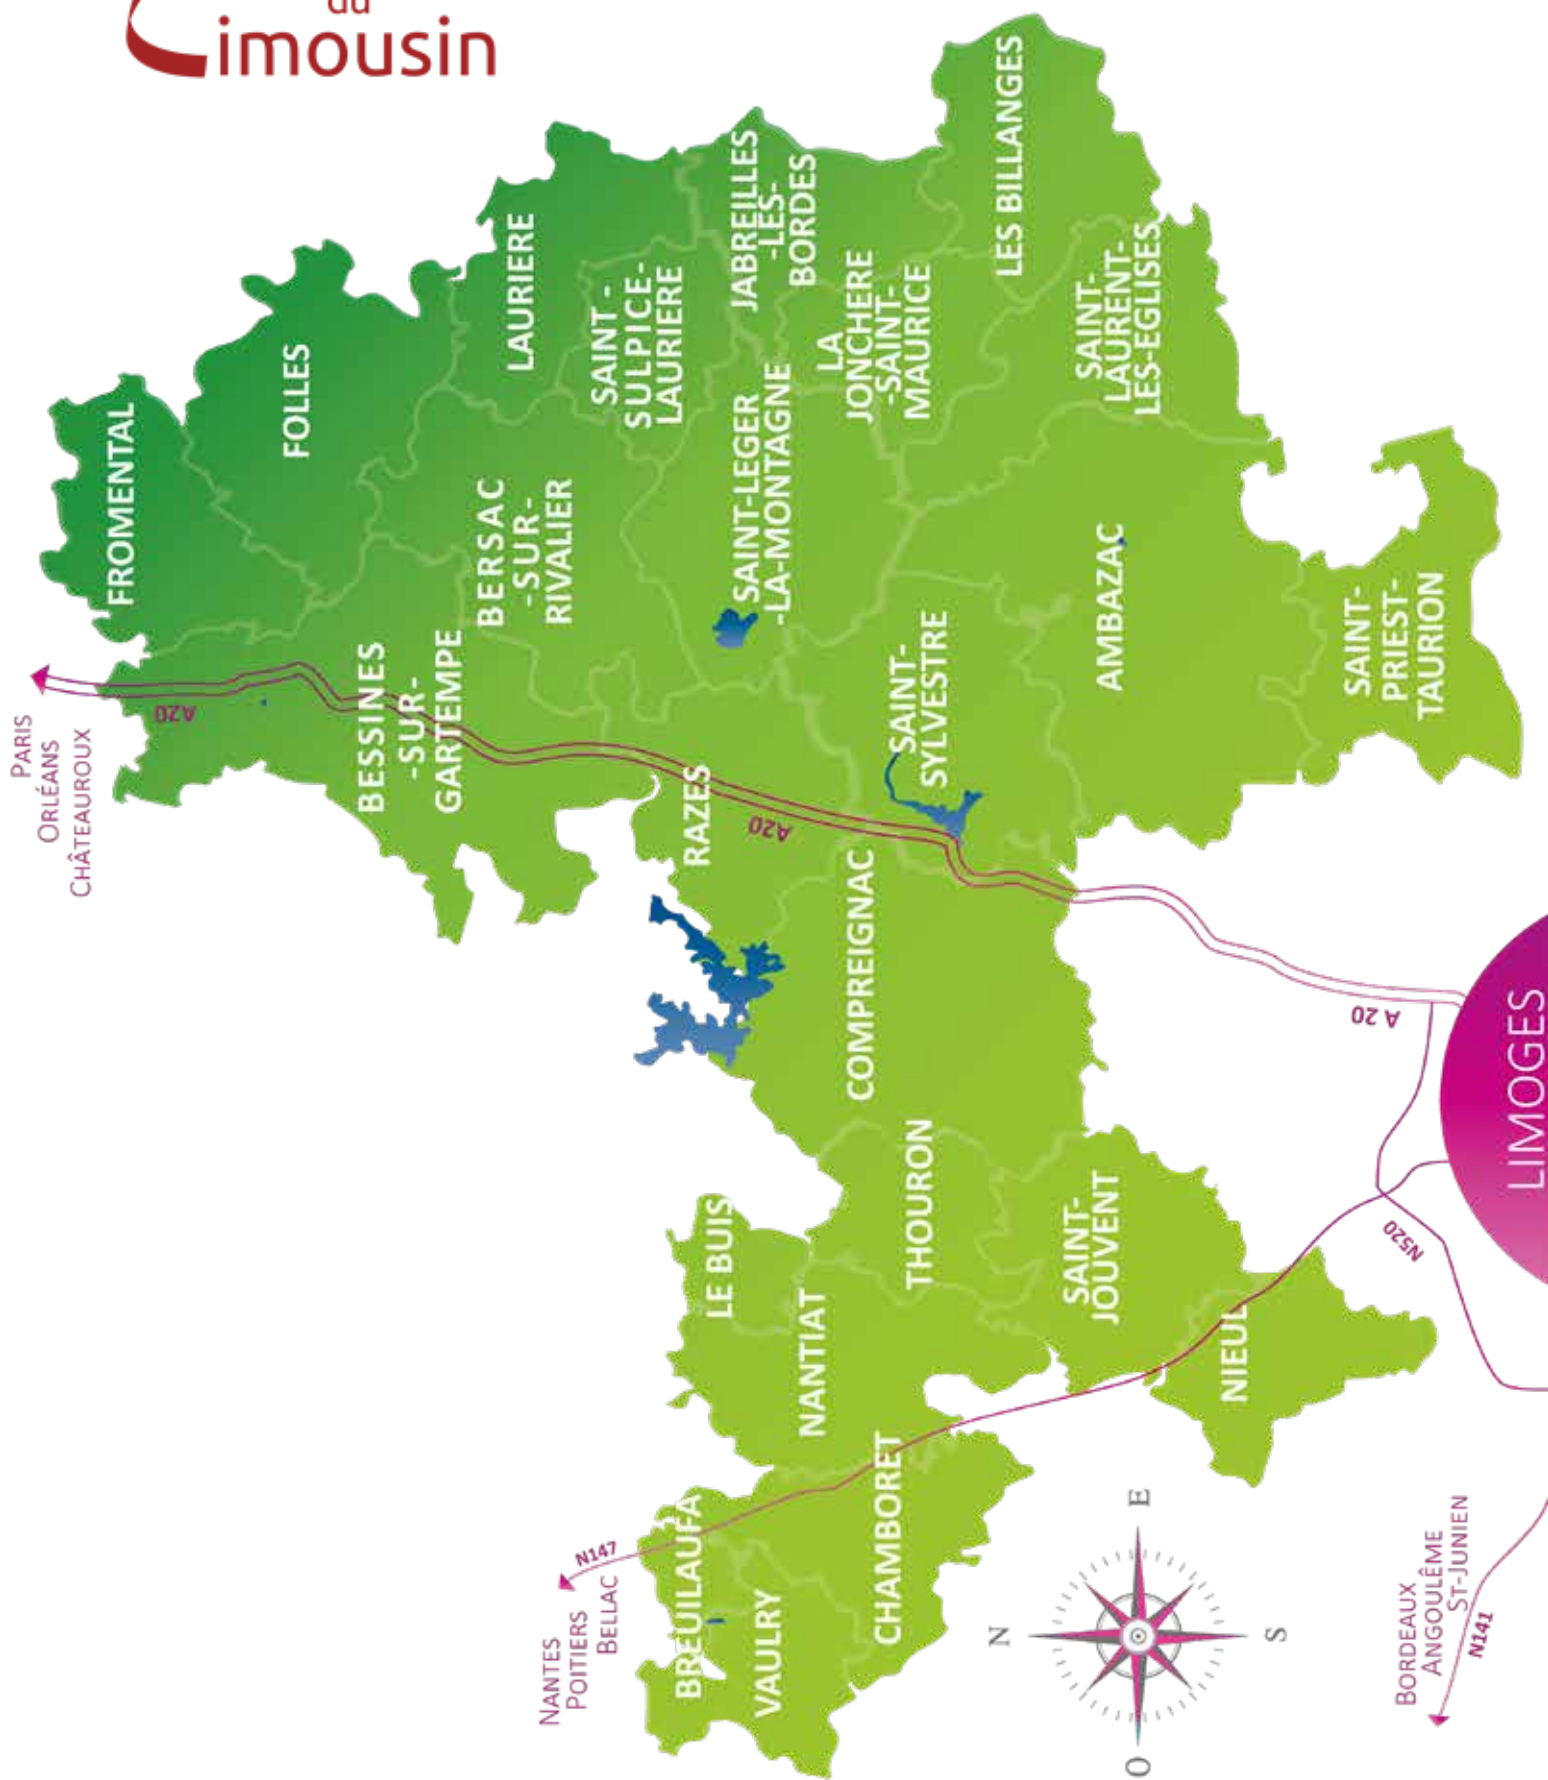 du
Limousin
PARIS
ORLÉANS
CHÂTEAUROUX
A20
FROMENTAL
FOLLES
BESSINES
-SUR-
GARTEMPE
BERSAC
-SUR-
RIVALIER
LAURIERE
SAINT-
SULPICE-
LAURIERE
RAZES
A20
SAINT-LEGER
-LA-MONTAGNE
JABREILLES
-LES-
BORDES
LA
JONCHERE
-SAINT-
MAURICE
LES BILLANGES
SAINT-
LAURENT-
LES-EGLISES
SAINT-
SYLVESTRE
AMBAZAC
SAINT-
PRIEST-
TAURION
COMPREIGNAC
THOURON
LE BUIS
NANTIAT
SAINT-
JOUVENT
NIEUL
CHAMBORET
BREUILAUFA
VAULRY
NANTES
POITIERS
BELLAC
N147
N
O
E
S
A 20
N520
LIMOGES
BORDEAUX
ANGOULÊME
ST-JUNIEN
N141